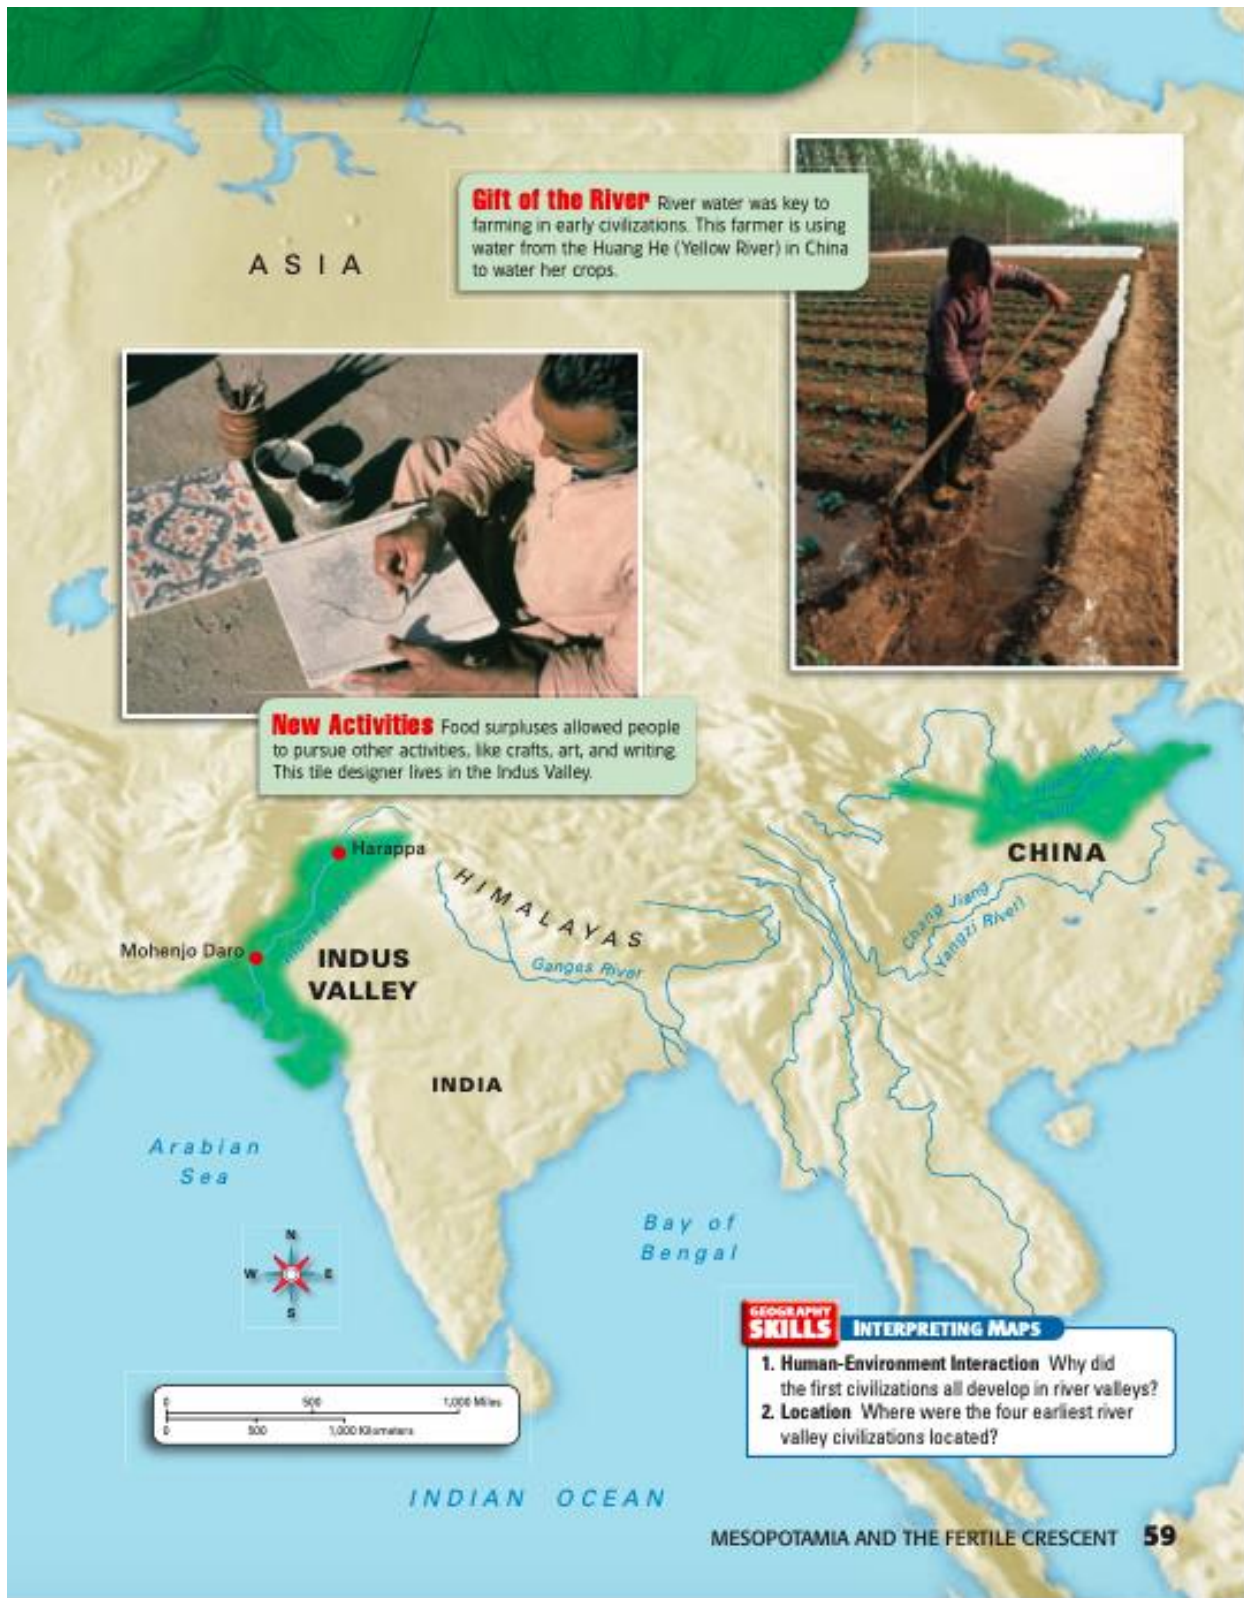 Gift of the River River water was key to
farming in early civilizations. This farmer is using
water from the Huang He (Yellow River) in China
to water her crops.
A S I A
New Activities Food surpluses allowed people
to pursue other activities, like crafts, art, and writing.
This tile designer lives in the Indus Valley.
Harappa
HIMALAYAS
CHINA
Chang Jiang
(Yangzi River)
Mohenjo Daro
Indus River
INDUS
VALLEY
Ganges River
INDIA
Arabian
Sea
Bay of
Bengal
N
W E
S
GEOGRAPHY
SKILLS INTERPRETING MAPS
1. Human-Environment Interaction Why did
the first civilizations all develop in river valleys?
2. Location Where were the four earliest river
valley civilizations located?
0 500 1,000 Miles
0 500 1,000 Kilometers
INDIAN OCEAN
MESOPOTAMIA AND THE FERTILE CRESCENT 59